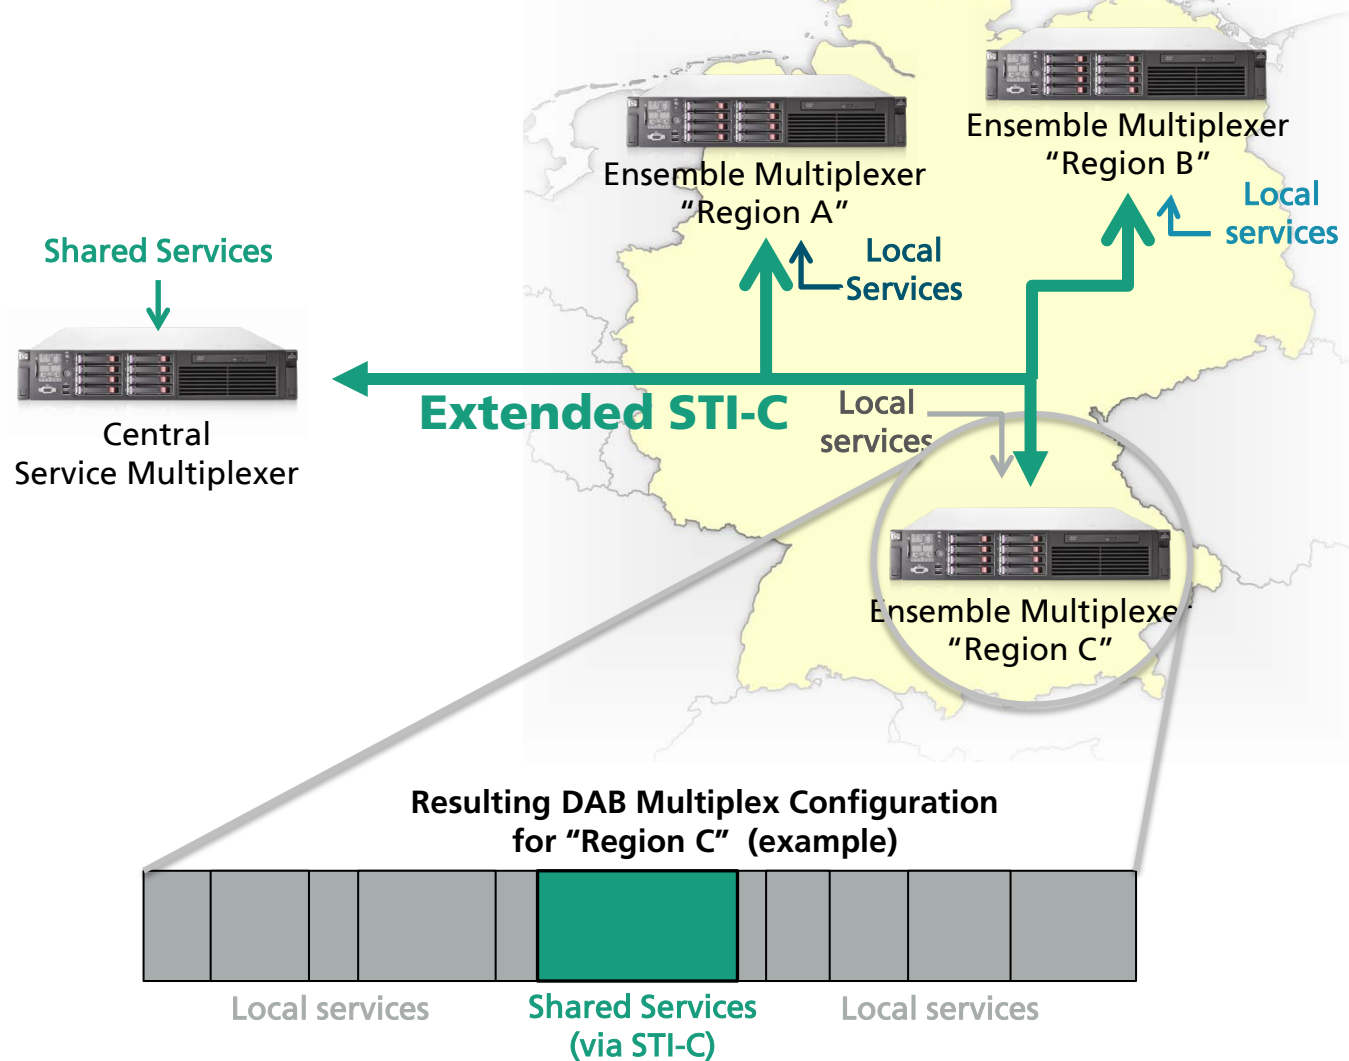 Ensemble Multiplexer
“Region B”
Ensemble Multiplexer
“Region A”
Local
services
Shared Services
Local
Services
Extended STI-C
Local
services
Central
Service Multiplexer
Ensemble Multiplexer
“Region C”
Resulting DAB Multiplex Configuration
for “Region C” (example)
Local services
Shared Services
(via STI-C)
Local services